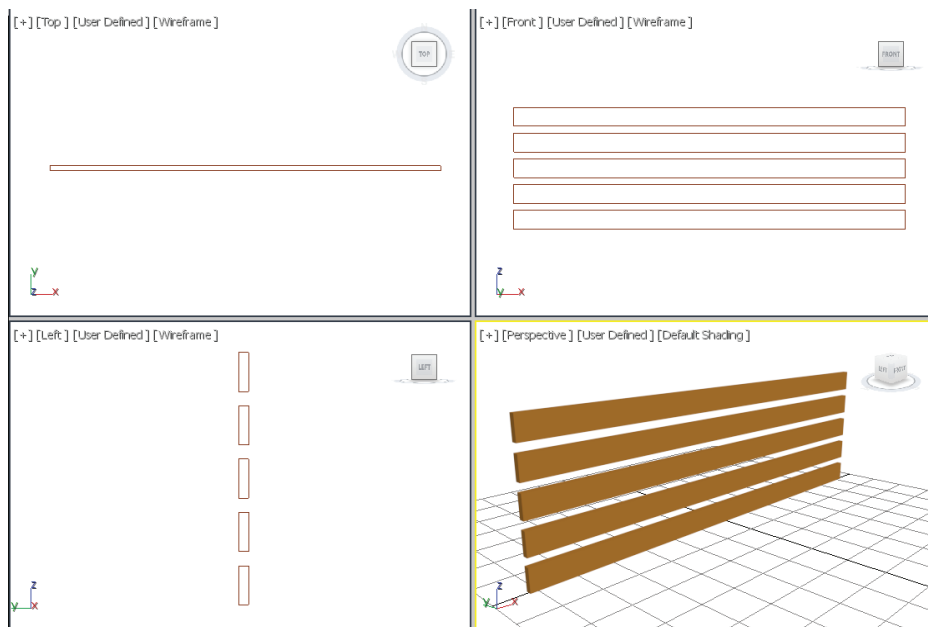 [+] [Top] [User Defined] [Wireframe]
TOP
y
z x
[+] [Front] [User Defined] [Wireframe]
FRONT
z
y x
[+] [Left] [User Defined] [Wireframe]
LEFT
z
y x
[+] [Perspective] [User Defined] [Default Shading]
z
y x